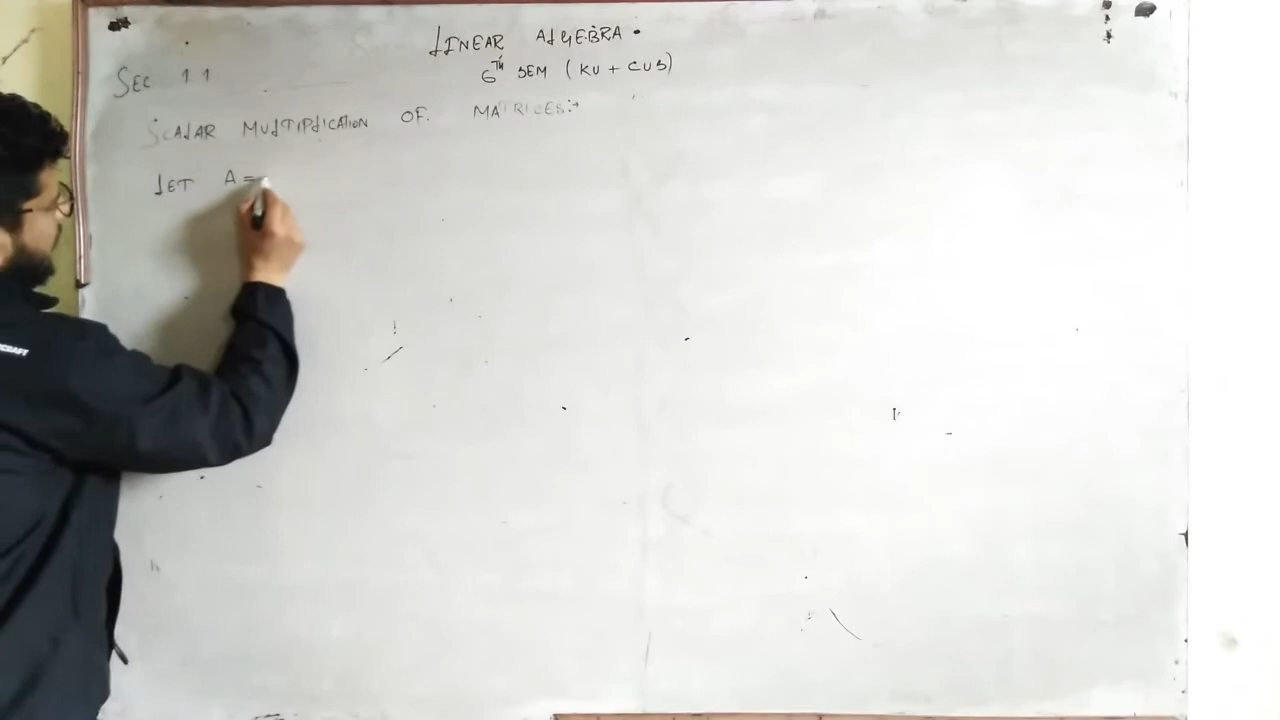 LINEAR ALGEBRA
6TH SEM (KU + CUS)
SEC 1.1
SCALAR MULTIPLICATION OF MATRICES:-
LET A =